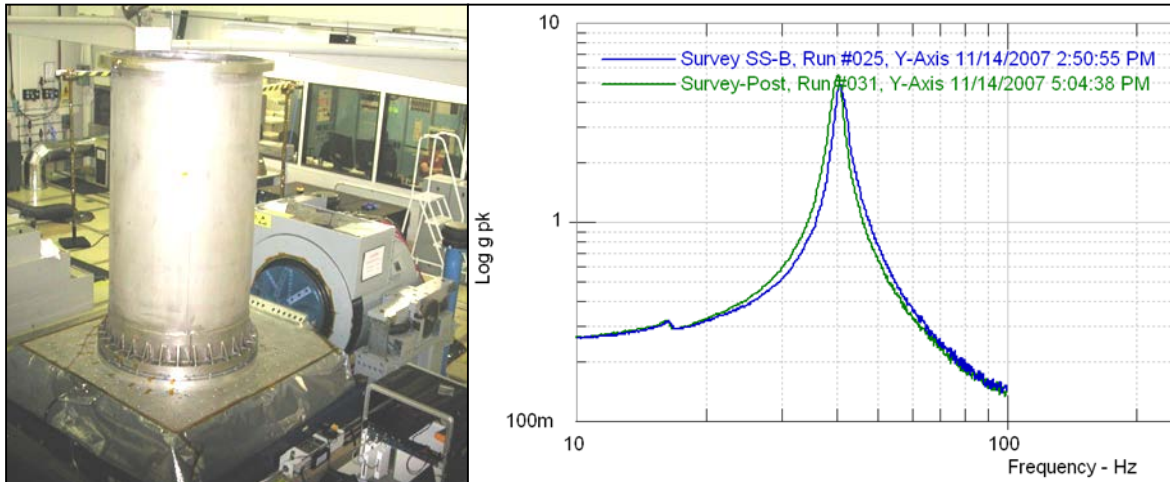 10
Survey SS-B, Run #025, Y-Axis 11/14/2007 2:50:55 PM
Survey-Post, Run #031, Y-Axis 11/14/2007 5:04:38 PM
Log g pk
1
100m
10
100
Frequency - Hz